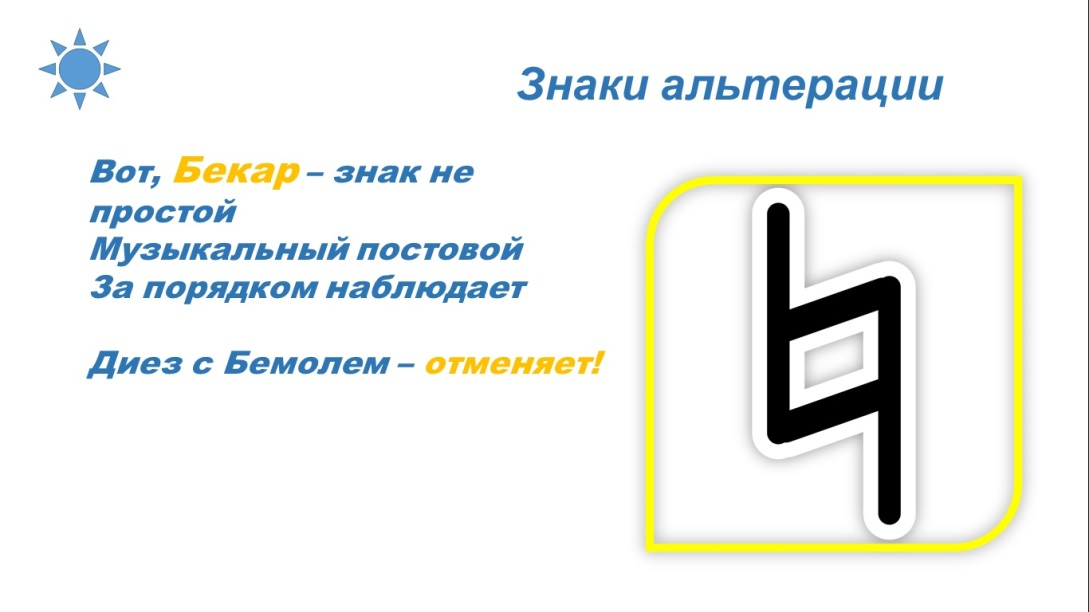 Знаки альтерации
Вот, Бекар – знак не
простой
Музыкальный постовой
За порядком наблюдает
Диез с Бемолем – отменяет!